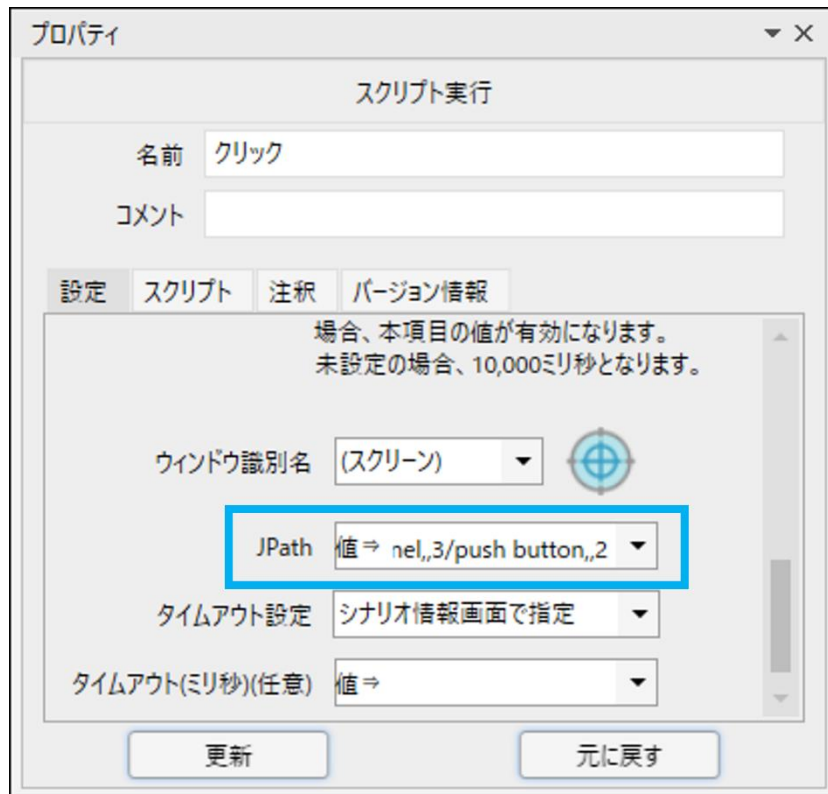 プロパティ
スクリプト実行
名前 クリック
コメント
設定 スクリプト 注釈 バージョン情報
場合、本項目の値が有効になります。
未設定の場合、10,000ミリ秒となります。
ウィンドウ識別名 (スクリーン)
JPath 値⇒ nel,,3/push button,,2
タイムアウト設定 シナリオ情報画面で指定
タイムアウト(ミリ秒)(任意) 値⇒
更新 元に戻す